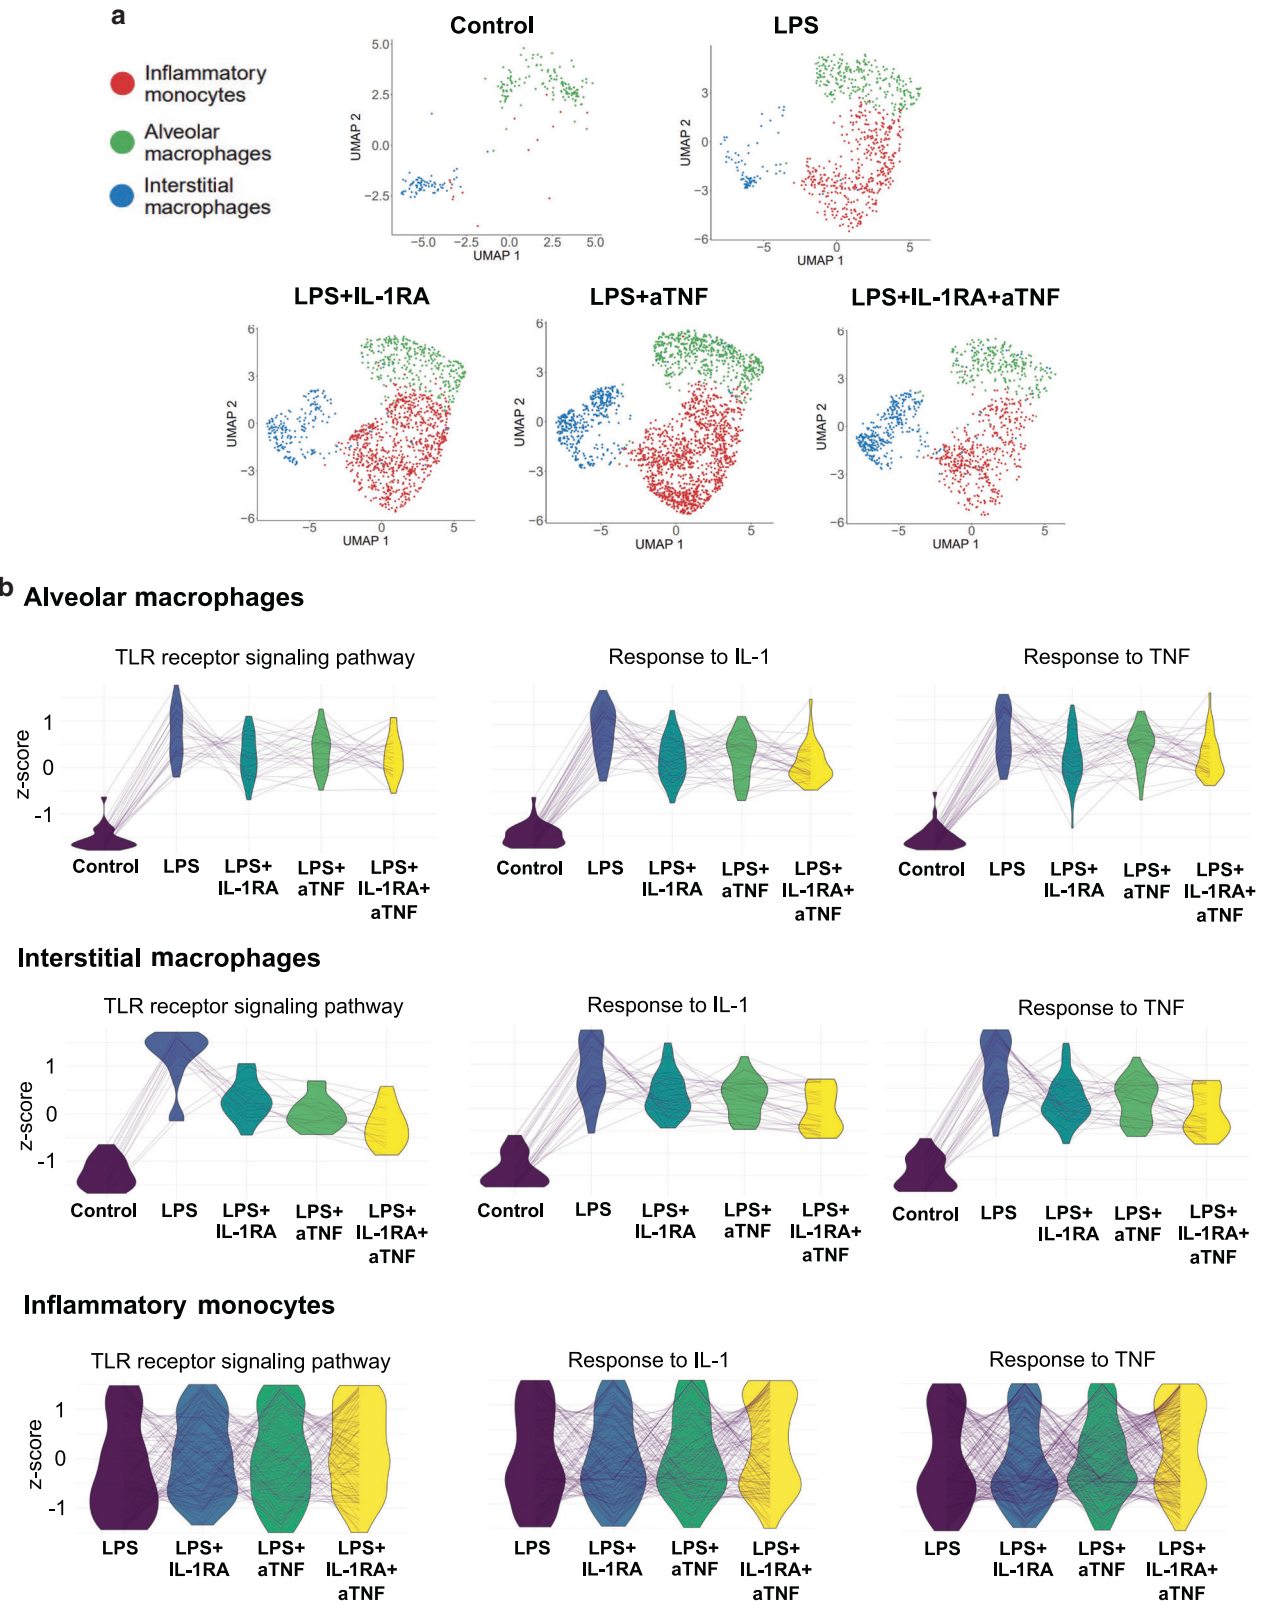 a
Control
LPS
Inflammatory
monocytes
Alveolar
macrophages
Interstitial
macrophages
5.0
2.5
0.0
−2.5
UMAP 2
−5.0 −2.5 0.0 2.5 5.0
UMAP 1
3
0
−3
−6
UMAP 2
−5 0 5
UMAP 1
LPS+IL-1RA
LPS+aTNF
LPS+IL-1RA+aTNF
6
3
0
−3
−6
UMAP 2
−5 0 5
UMAP 1
6
3
0
−3
−6
UMAP 2
−5 0 5
UMAP 1
6
3
0
−3
−6
UMAP 2
−5 0 5
UMAP 1
b
Alveolar macrophages
TLR receptor signaling pathway
Response to IL-1
Response to TNF
z-score
1
0
-1
Control LPS LPS+ LPS+ LPS+
IL-1RA aTNF IL-1RA+
aTNF
Control LPS LPS+ LPS+ LPS+
IL-1RA aTNF IL-1RA+
aTNF
Control LPS LPS+ LPS+ LPS+
IL-1RA aTNF IL-1RA+
aTNF
Interstitial macrophages
TLR receptor signaling pathway
Response to IL-1
Response to TNF
z-score
1
0
-1
Control LPS LPS+ LPS+ LPS+
IL-1RA aTNF IL-1RA+
aTNF
Control LPS LPS+ LPS+ LPS+
IL-1RA aTNF IL-1RA+
aTNF
Control LPS LPS+ LPS+ LPS+
IL-1RA aTNF IL-1RA+
aTNF
Inflammatory monocytes
TLR receptor signaling pathway
Response to IL-1
Response to TNF
z-score
1
0
-1
LPS LPS+ LPS+ LPS+
IL-1RA aTNF IL-1RA+
aTNF
LPS LPS+ LPS+ LPS+
IL-1RA aTNF IL-1RA+
aTNF
LPS LPS+ LPS+ LPS+
IL-1RA aTNF IL-1RA+
aTNF